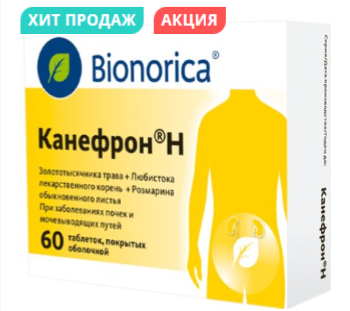 ХИТ ПРОДАЖ
АКЦИЯ
Bionorica®
Канефрон®Н
Золототысячника трава + Любистока
лекарственного корень + Розмарина
обыкновенного листья
При заболеваниях почек и
мочевыводящих путей
60 таблеток, покрытых
оболочкой
Канефрон®Н